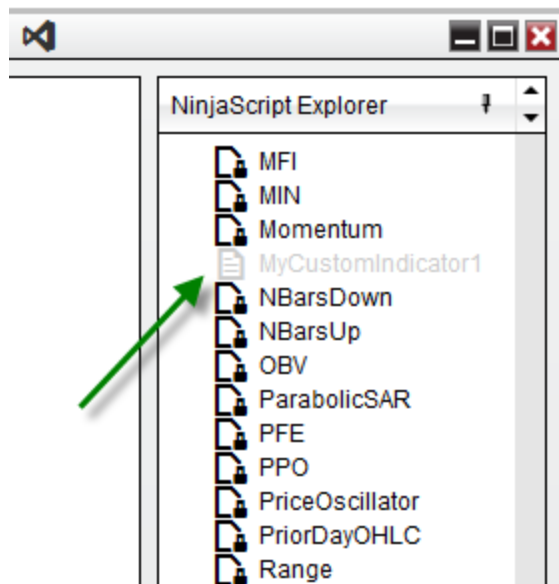 NinjaScript Explorer
MFI
MIN
Momentum
MyCustomIndicator1
NBarsDown
NBarsUp
OBV
ParabolicSAR
PFE
PPO
PriceOscillator
PriorDayOHLC
Range